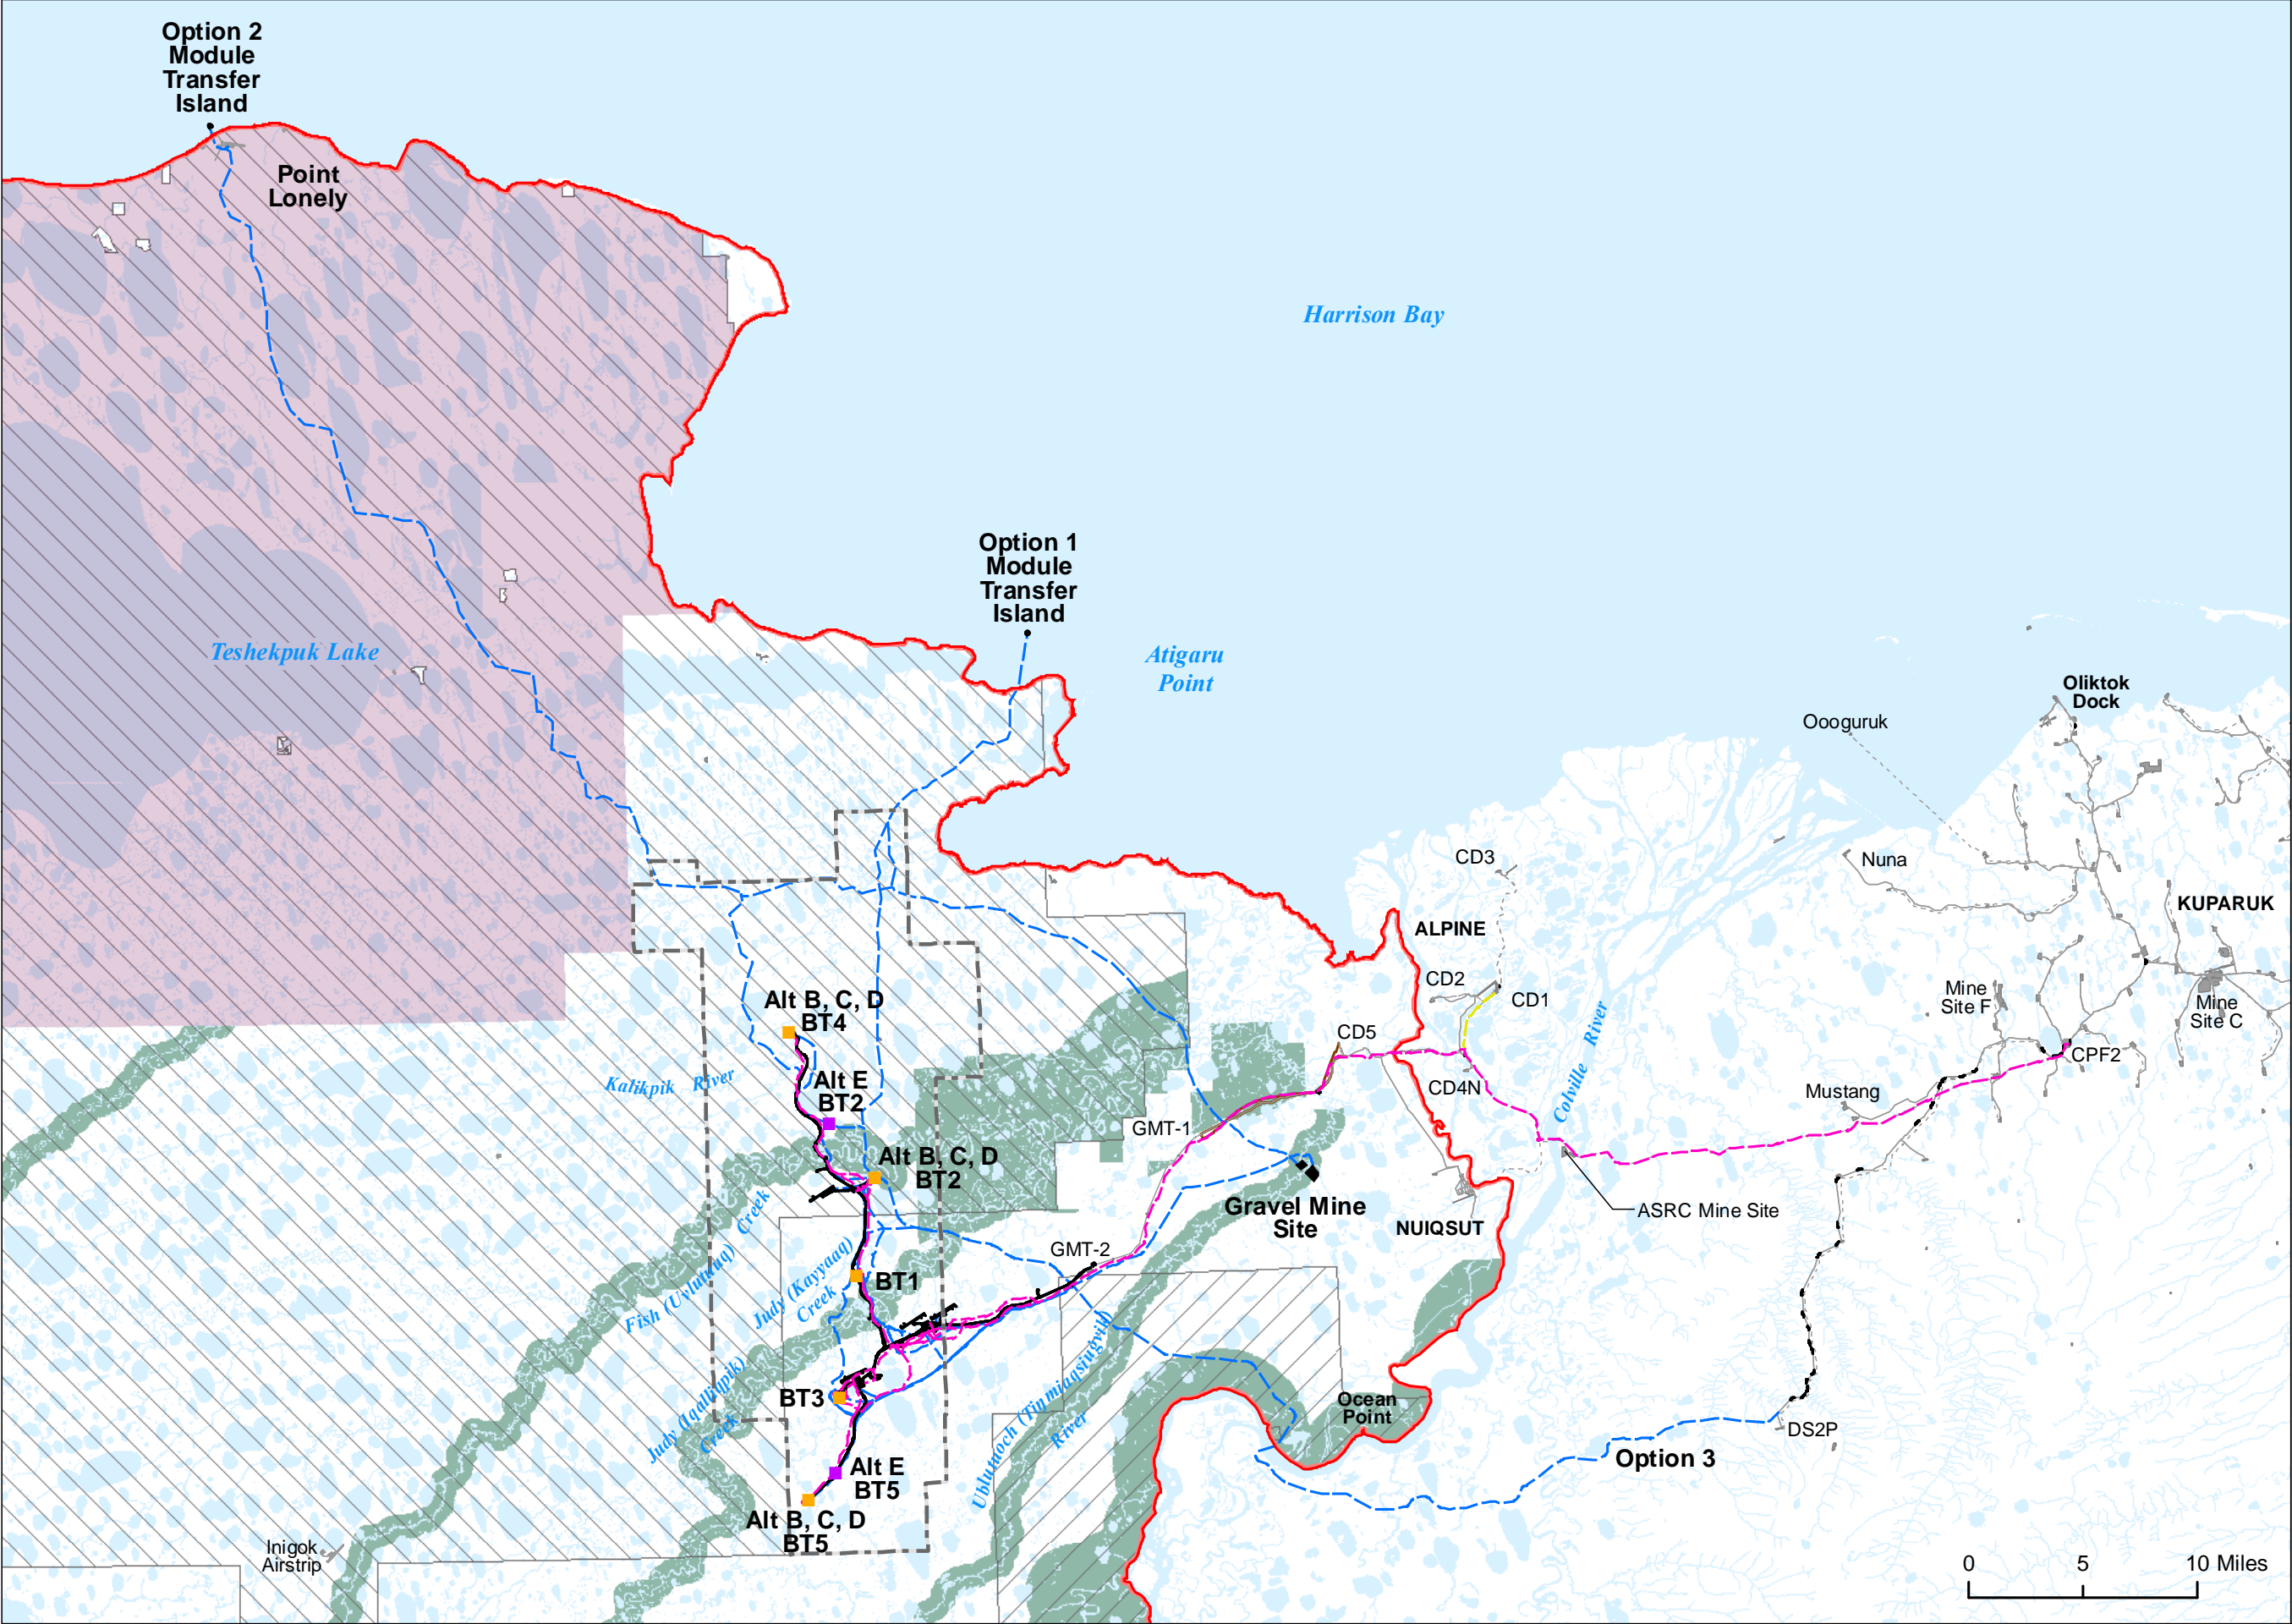 Option 2
Module
Transfer
Island
Point
Lonely
Harrison Bay
Option 1
Module
Transfer
Island
Teshekpuk Lake
Atigaru
Point
Oliktok
Dock
Oooguruk
CD3
Nuna
KUPARUK
ALPINE
CD2
CD1
Mine
Site F
Mine
Site C
Alt B, C, D
BT4
CD5
Colville River
CPF2
Kalikpik River
Alt E
BT2
CD4N
Mustang
GMT-1
Alt B, C, D
BT2
Gravel Mine
Site
ASRC Mine Site
NUIQSUT
Fish (Uvlutuuq) Creek
GMT-2
Judy (Kayyaaq)
Creek
BT1
Judy (Iqalliqpik)
Creek
BT3
Ublutuoch (Tinmiaqsiugvik)
River
Ocean
Point
DS2P
Option 3
Alt E
BT5
Alt B, C, D
BT5
Inigok
Airstrip
0 5 10 Miles